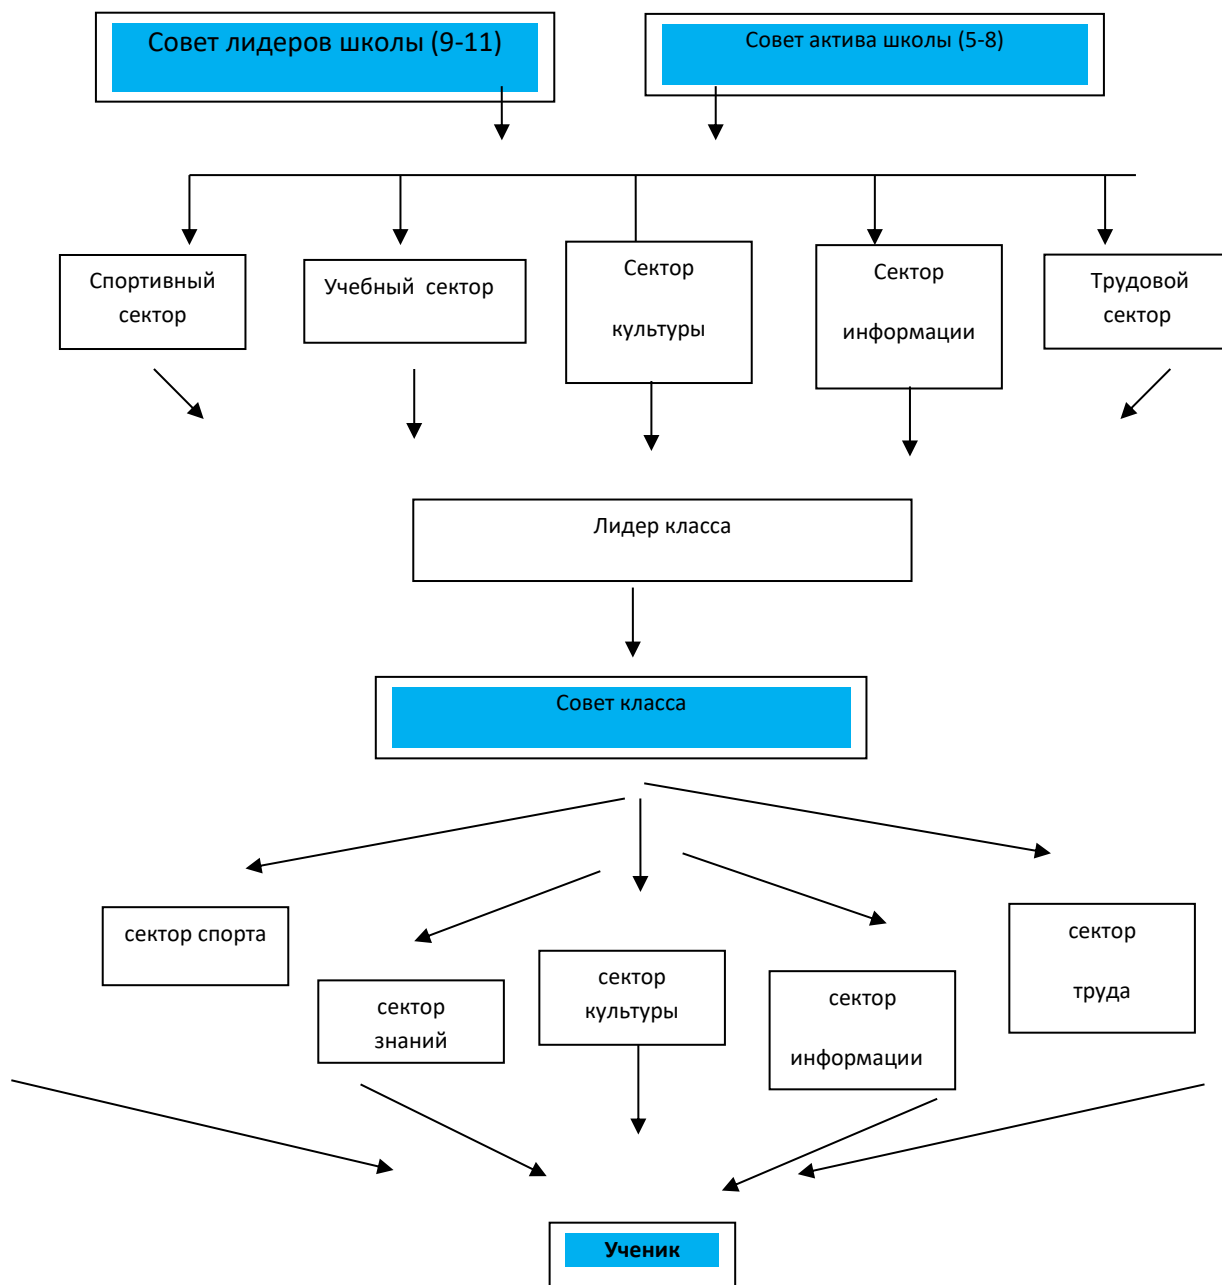 Совет лидеров школы (9-11)
Совет актива школы (5-8)
Спортивный
сектор
Учебный  сектор
Сектор
культуры
Сектор
информации
Трудовой
сектор
Лидер класса
Совет класса
сектор спорта
сектор
знаний
сектор
культуры
сектор
информации
сектор
труда
Ученик